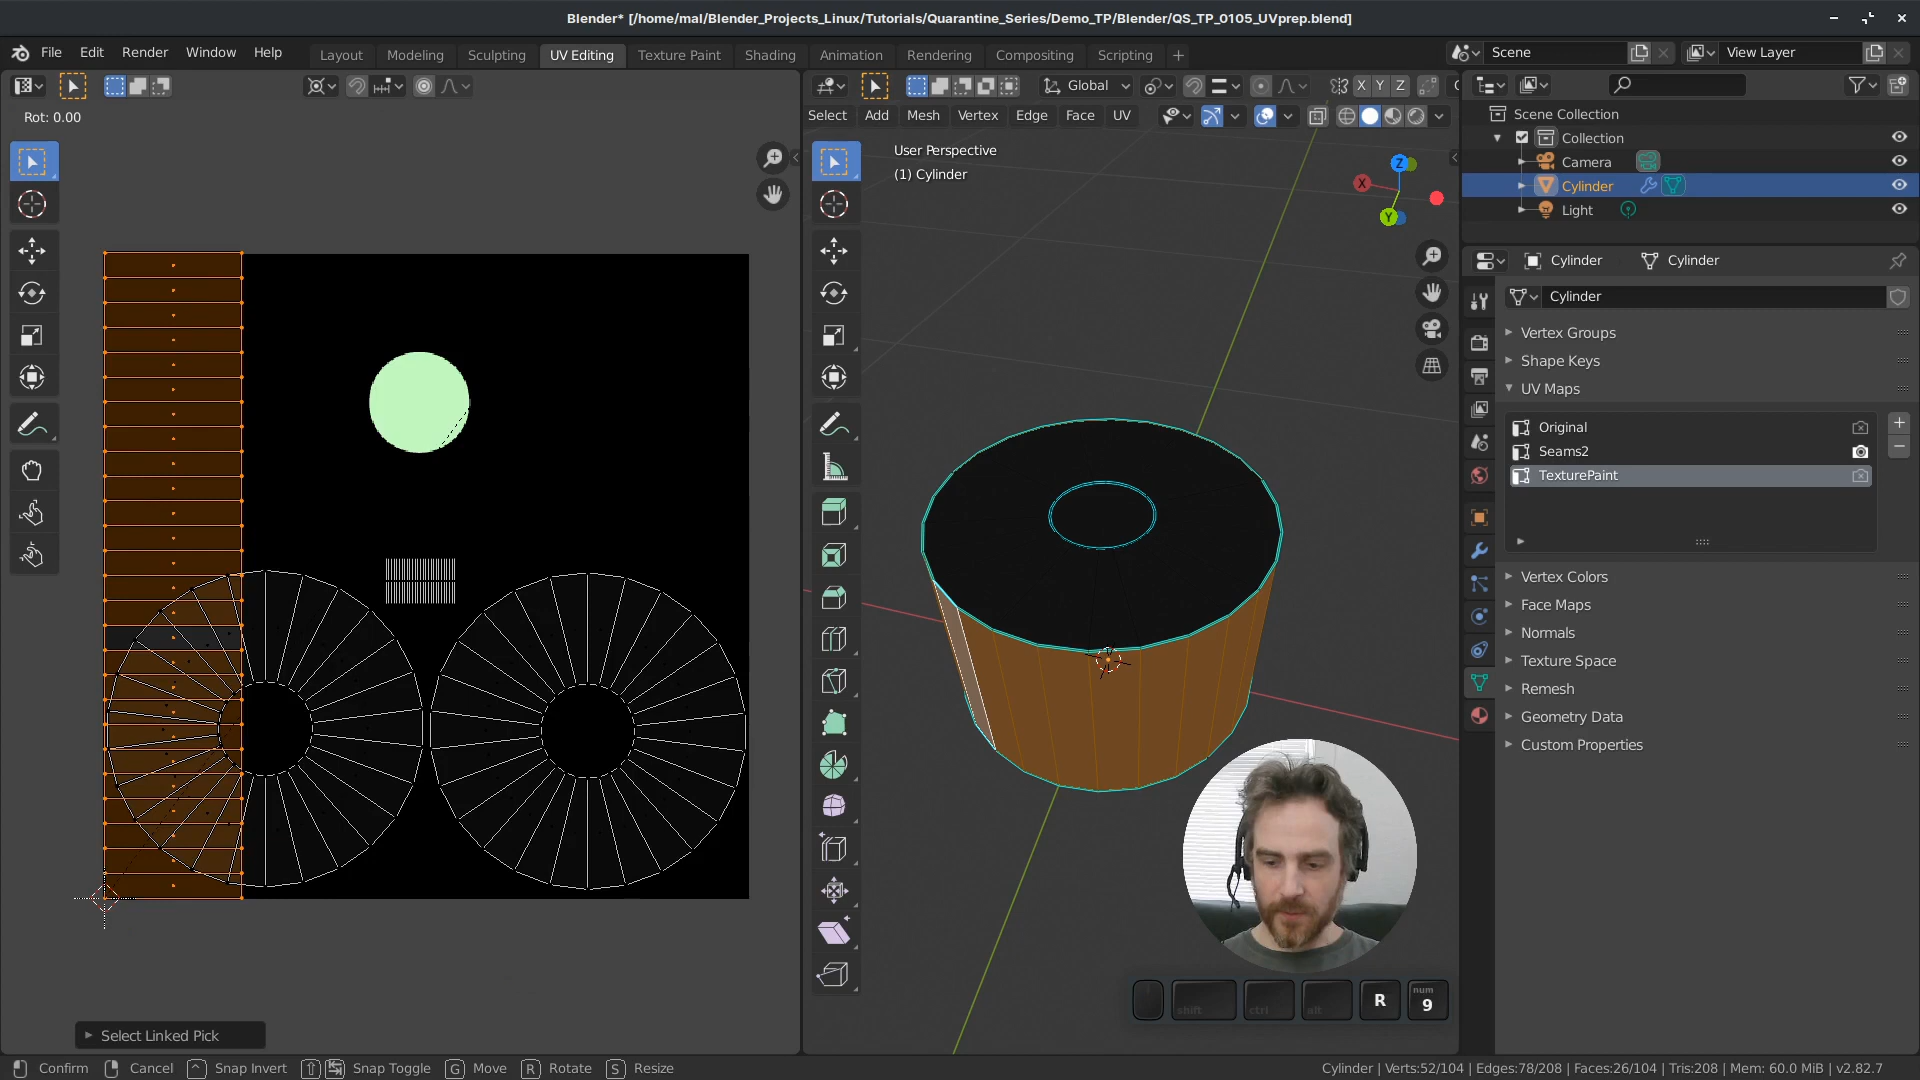 Blender* [/home/mal/Blender_Projects_Linux/Tutorials/Quarantine_Series/Demo_TP/Blender/QS_TP_0105_UVprep.blend]
File Edit Render Window Help
Layout Modeling Sculpting UV Editing Texture Paint Shading Animation Rendering Compositing Scripting +
Scene
View Layer
Global
X Y Z
Rot: 0.00
Select Add Mesh Vertex Edge Face UV
User Perspective
(1) Cylinder
Z
X
Y
Scene Collection
Collection
Camera
Cylinder
Light
Cylinder Cylinder
Cylinder
Vertex Groups
Shape Keys
UV Maps
Original
Seams2
TexturePaint
Vertex Colors
Face Maps
Normals
Texture Space
Remesh
Geometry Data
Custom Properties
shift ctrl alt R num 9
Select Linked Pick
Confirm Cancel ^ Snap Invert Snap Toggle G Move R Rotate S Resize
Cylinder | Verts:52/104 | Edges:78/208 | Faces:26/104 | Tris:208 | Mem: 60.0 MiB | v2.82.7